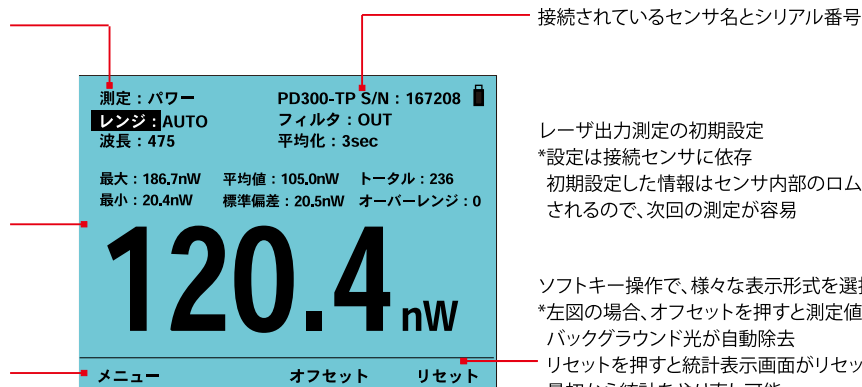 接続されているセンサ名とシリアル番号
測定：パワー
PD300-TP S/N：167208
レンジ：AUTO
フィルタ：OUT
波長：475
平均化：3sec
最大：186.7nW 平均値：105.0nW トータル：236
最小：20.4nW 標準偏差：20.5nW オーバーレンジ：0
120.4 nW
メニュー オフセット リセット
レーザ出力測定の初期設定
*設定は接続センサに依存
初期設定した情報はセンサ内部のロム
されるので、次回の測定が容易
ソフトキー操作で、様々な表示形式を選択
*左図の場合、オフセットを押すと測定値
バックグラウンド光が自動除去
リセットを押すと統計表示画面がリセッ